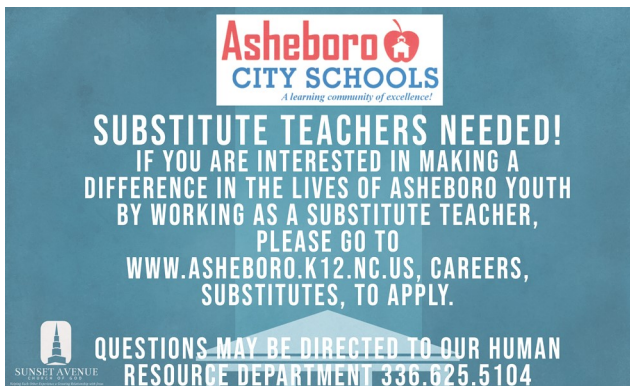 Asheboro
CITY SCHOOLS
A learning community of excellence!
SUBSTITUTE TEACHERS NEEDED!
IF YOU ARE INTERESTED IN MAKING A
DIFFERENCE IN THE LIVES OF ASHEBORO YOUTH
BY WORKING AS A SUBSTITUTE TEACHER,
PLEASE GO TO
WWW.ASHEBORO.K12.NC.US, CAREERS,
SUBSTITUTES, TO APPLY.
QUESTIONS MAY BE DIRECTED TO OUR HUMAN
RESOURCE DEPARTMENT 336.625.5104
SUNSET AVENUE
CHURCH OF GOD